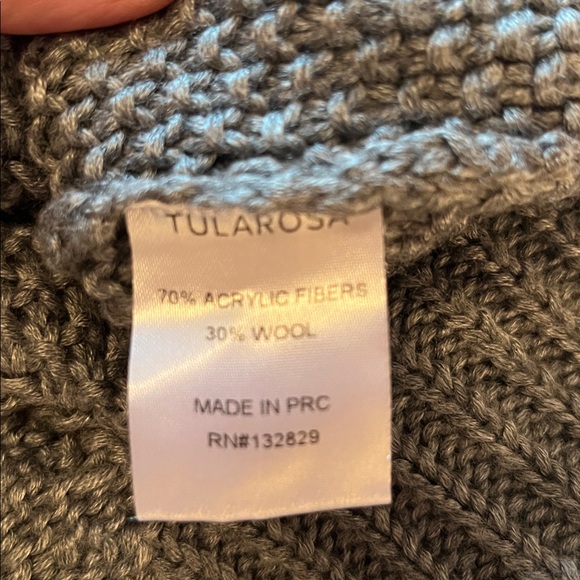 TULAROSA
70% ACRYLIC FIBERS
30% WOOL
MADE IN PRC
RN#132829